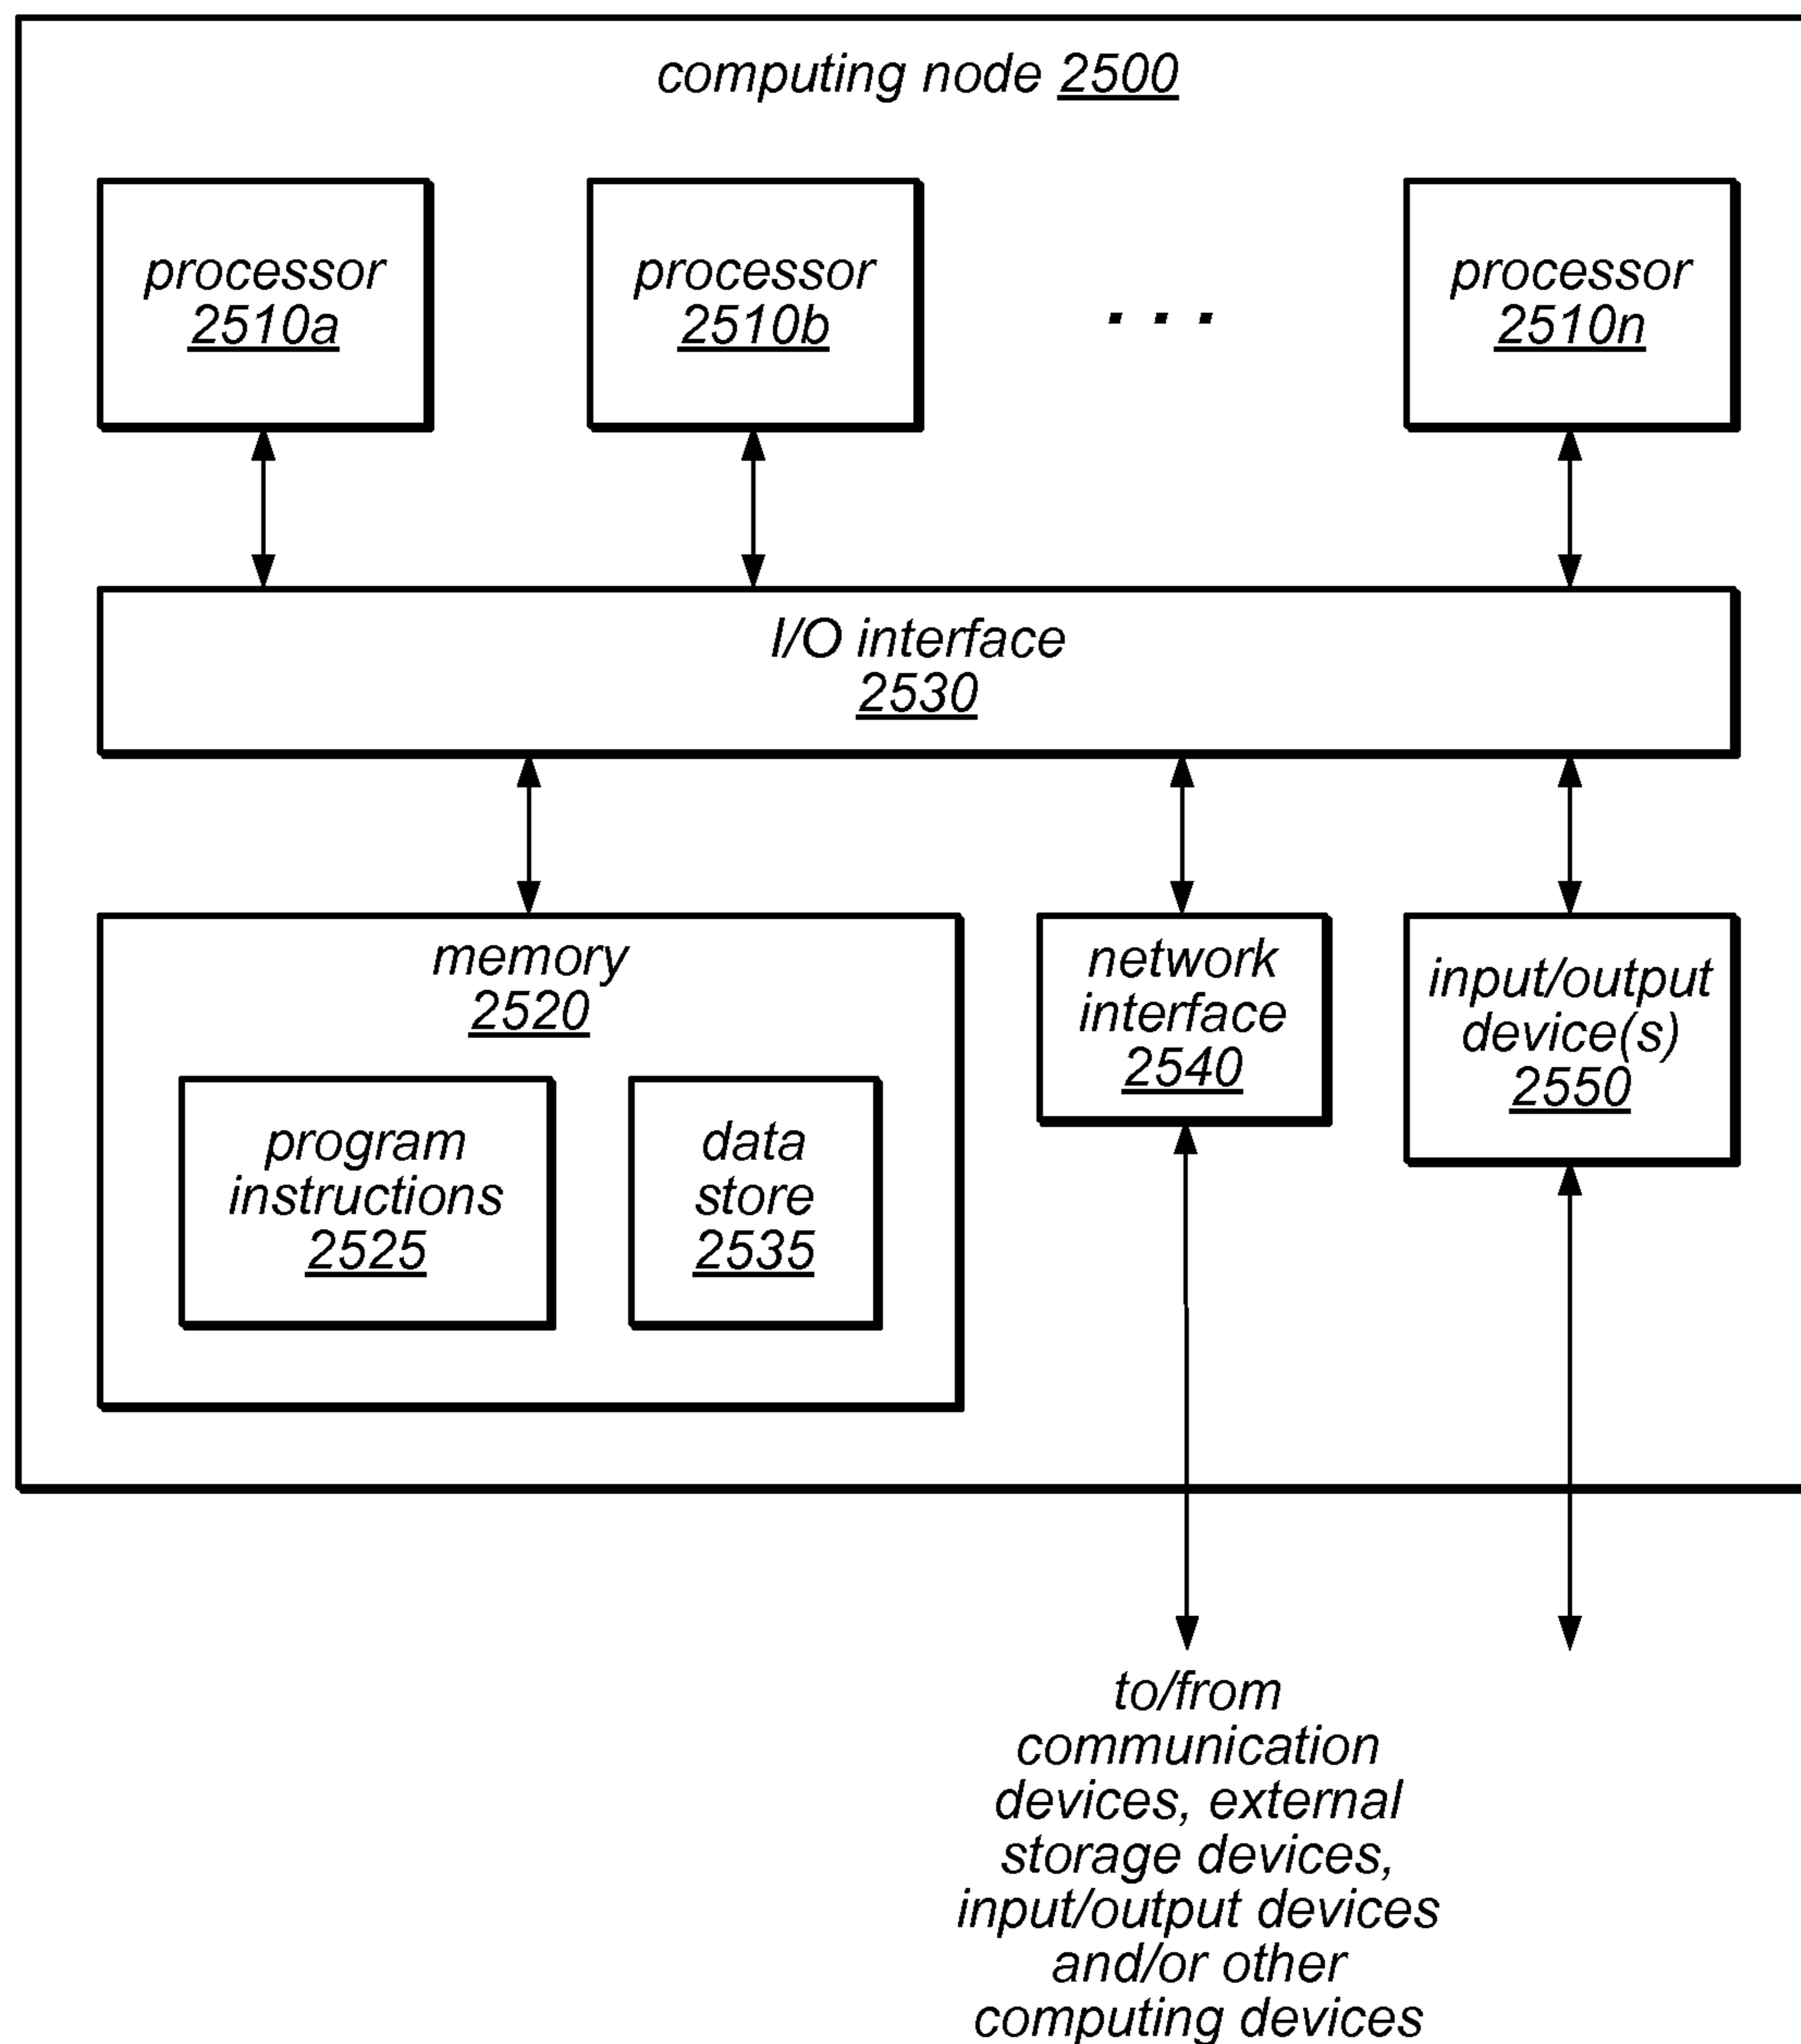 computing node 2500
processor
2510a
processor
2510b
. . .
processor
2510n
I/O interface
2530
memory
2520
program
instructions
2525
data
store
2535
network
interface
2540
input/output
device(s)
2550
to/from
communication
devices, external
storage devices,
input/output devices
and/or other
computing devices